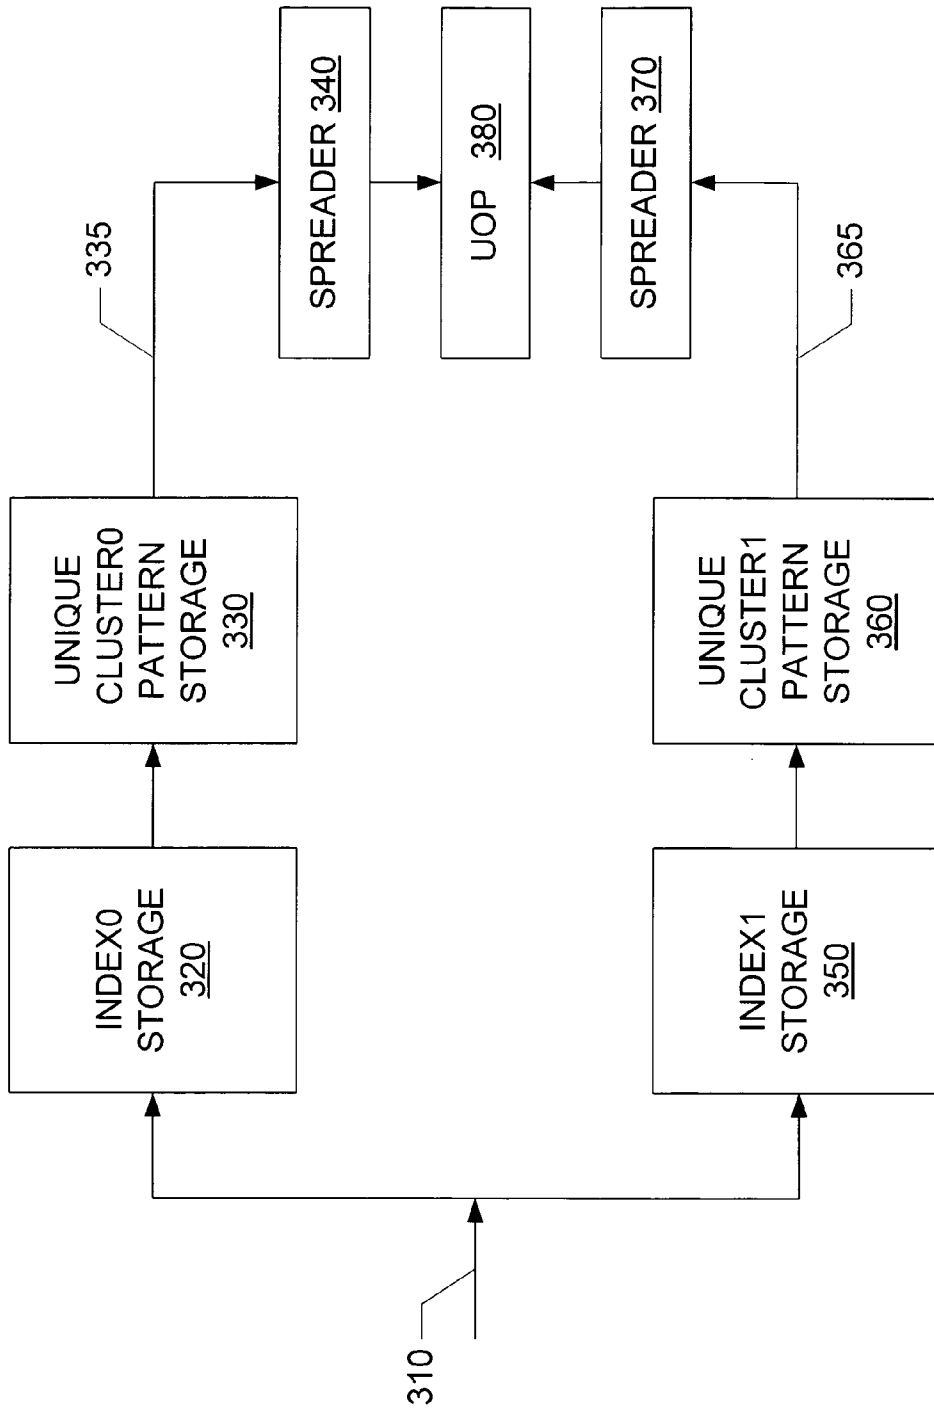 310
INDEX0
STORAGE
320
UNIQUE
CLUSTER0
PATTERN
STORAGE
330
335
SPREADER 340
UOP 380
SPREADER 370
INDEX1
STORAGE
350
UNIQUE
CLUSTER1
PATTERN
STORAGE
360
365